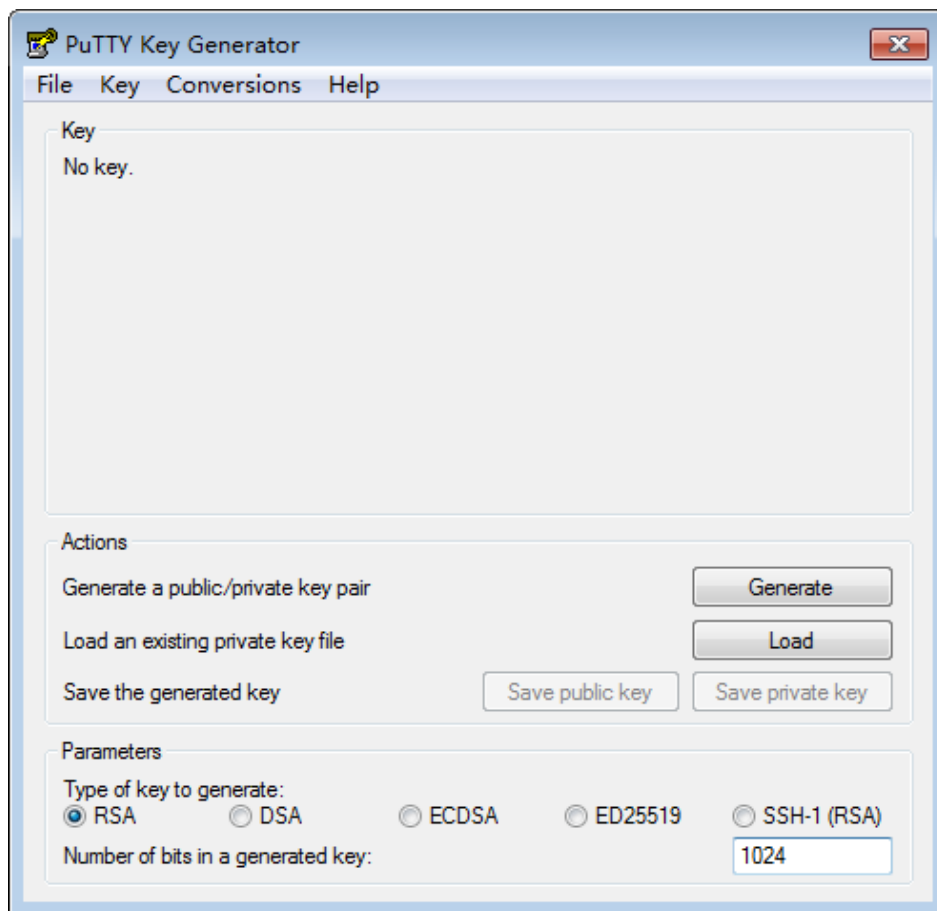 PuTTY Key Generator
File Key Conversions Help
Key
No key.
Actions
Generate a public/private key pair Generate
Load an existing private key file Load
Save the generated key Save public key Save private key
Parameters
Type of key to generate:
RSA DSA ECDSA ED25519 SSH-1 (RSA)
Number of bits in a generated key: 1024